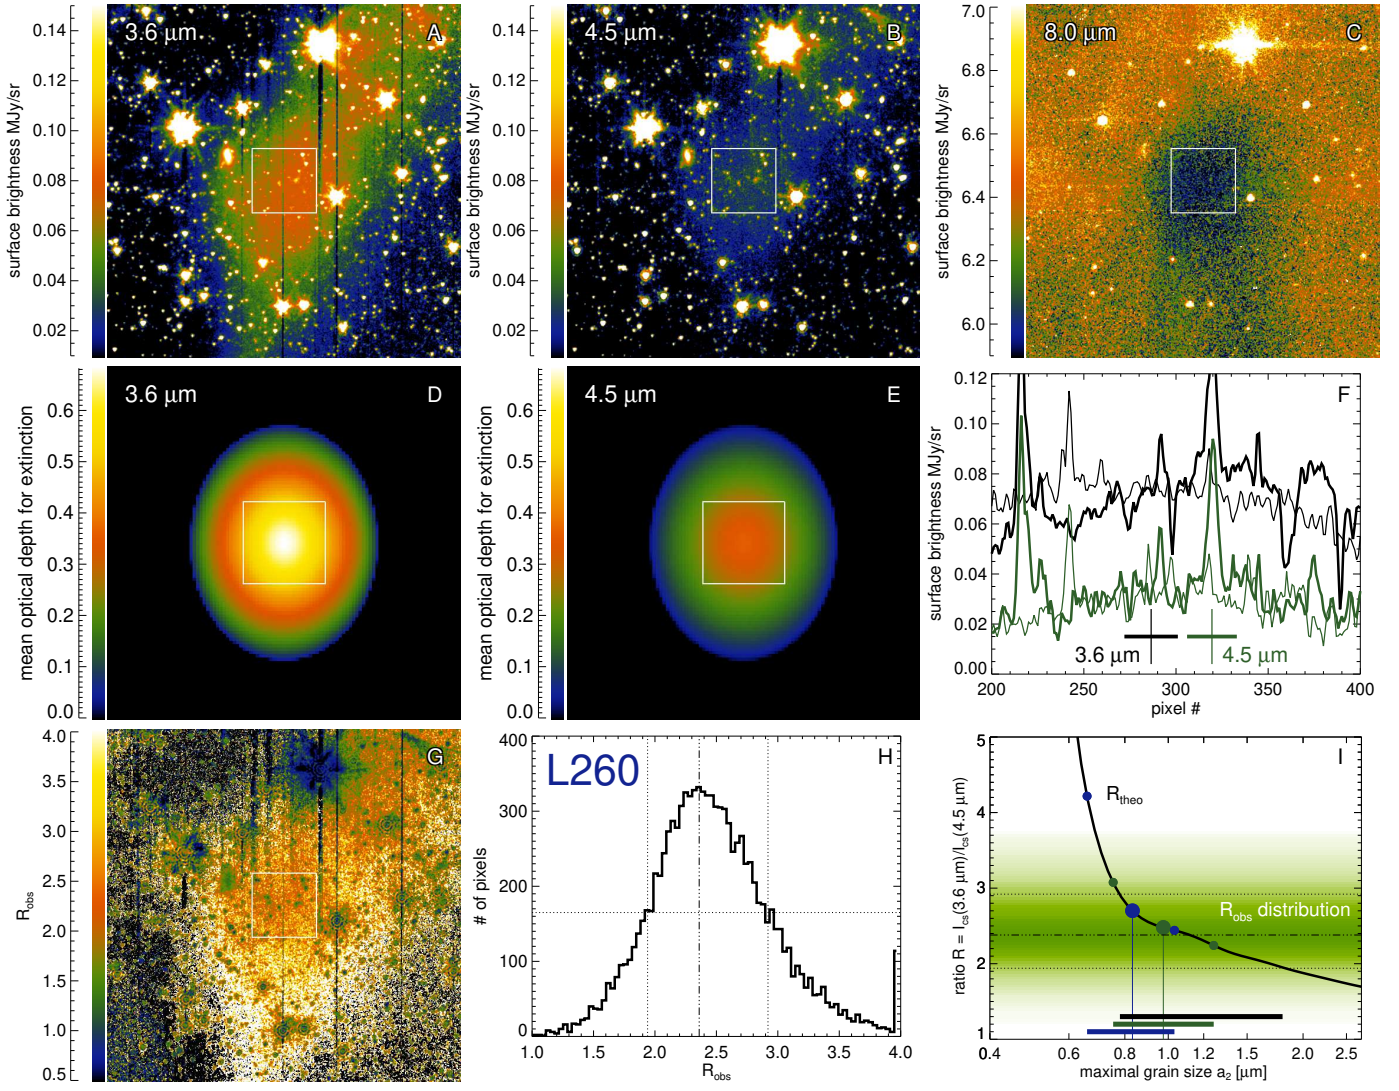 3.6 μm
A
0.14
0.12
0.10
0.08
0.06
0.04
0.02
surface brightness MJy/sr
4.5 μm
B
0.14
0.12
0.10
0.08
0.06
0.04
0.02
surface brightness MJy/sr
8.0 μm
C
7.0
6.8
6.6
6.4
6.2
6.0
surface brightness MJy/sr
3.6 μm
D
0.6
0.5
0.4
0.3
0.2
0.1
0.0
mean optical depth for extinction
4.5 μm
E
0.6
0.5
0.4
0.3
0.2
0.1
0.0
mean optical depth for extinction
F
0.12
0.10
0.08
0.06
0.04
0.02
0.00
surface brightness MJy/sr
3.6 μm
4.5 μm
200 250 300 350 400
pixel #
G
4.0
3.5
3.0
2.5
2.0
1.5
1.0
0.5
Robs
L260
H
400
300
200
100
0
# of pixels
1.0 1.5 2.0 2.5 3.0 3.5 4.0
Robs
I
5
4
3
2
1
ratio R = Ics(3.6 μm)/Ics(4.5 μm)
Rtheo
Robs distribution
0.4 0.6 0.8 1.0 1.5 2.0 2.5
maximal grain size a2 [μm]